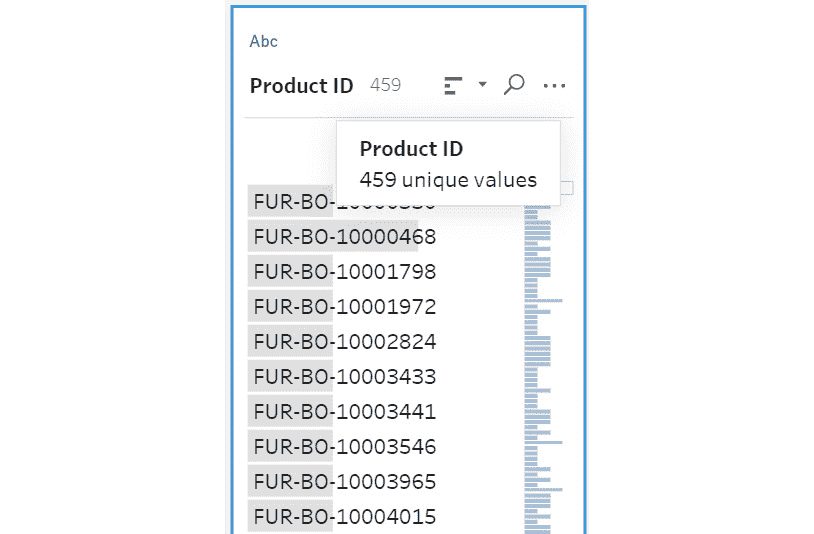 Abc
Product ID 459
Product ID
459 unique values
FUR-BO-
FUR-BO-10000468
FUR-BO-10001798
FUR-BO-10001972
FUR-BO-10002824
FUR-BO-10003433
FUR-BO-10003441
FUR-BO-10003546
FUR-BO-10003965
FUR-BO-10004015